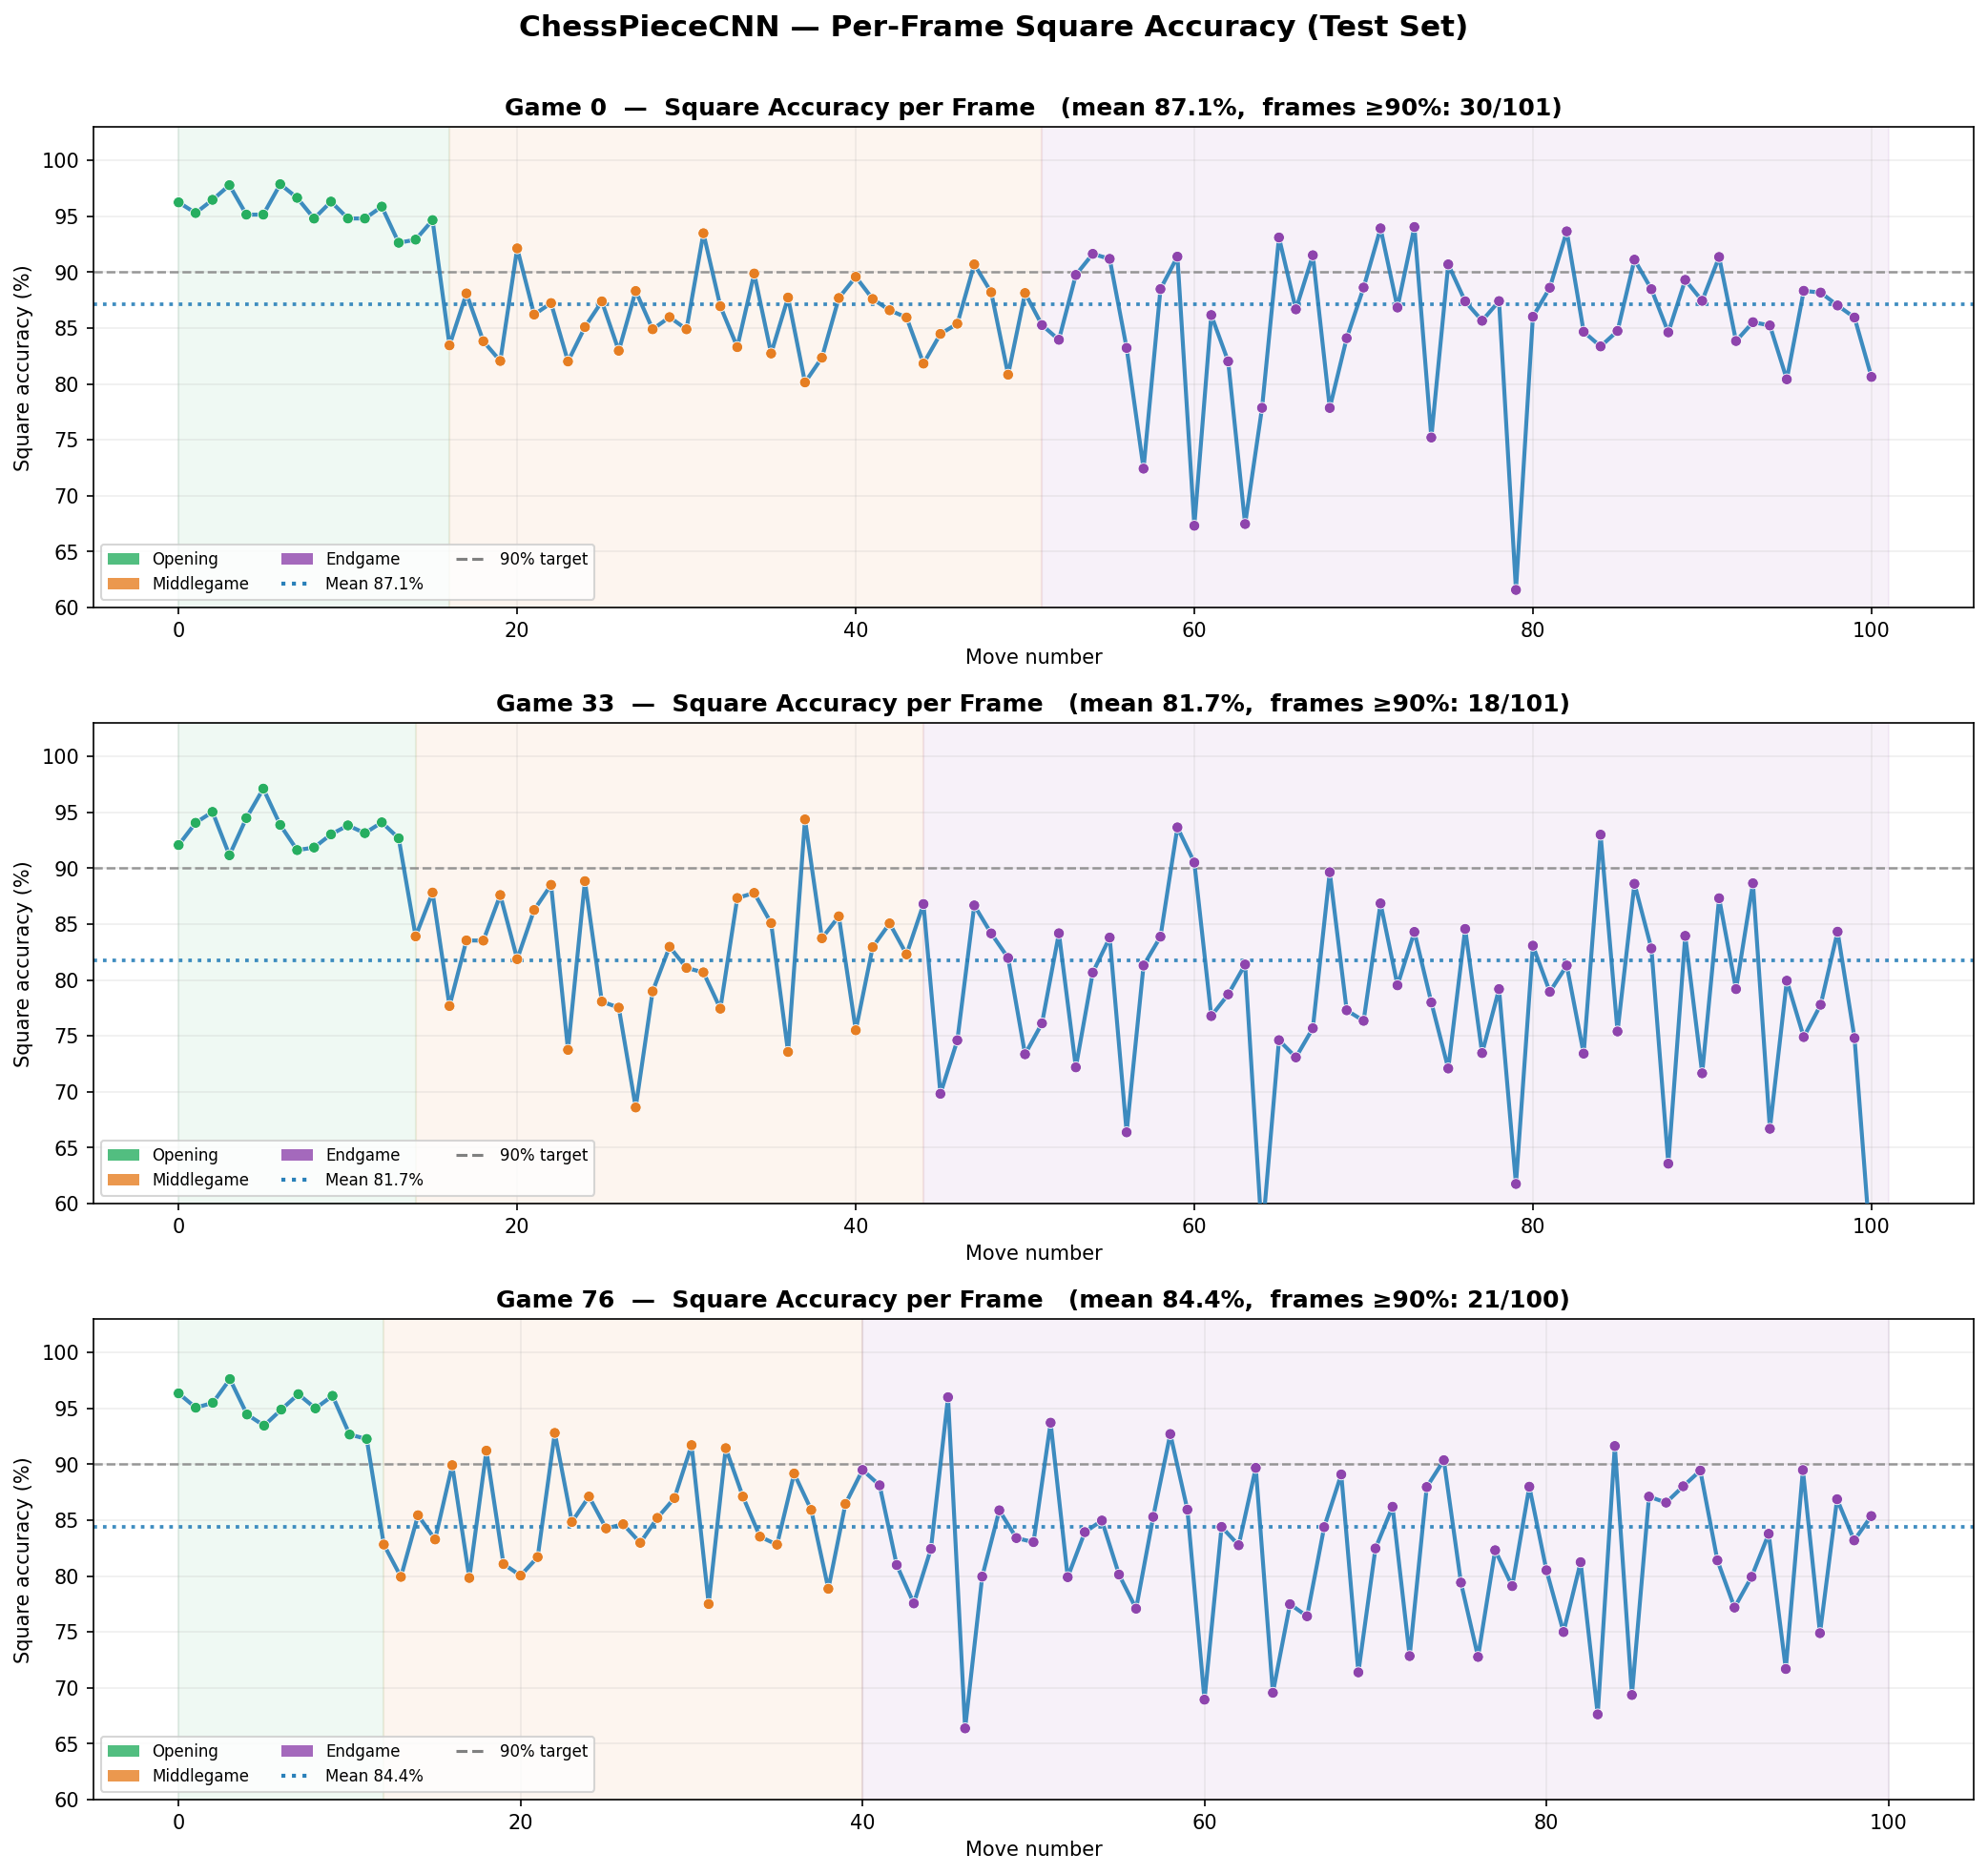 ChessPieceCNN — Per-Frame Square Accuracy (Test Set)
Game 0 — Square Accuracy per Frame (mean 87.1%, frames ≥90%: 30/101)
Square accuracy (%)
100
95
90
85
80
75
70
65
60
Opening Endgame 90% target
Middlegame Mean 87.1%
0 20 40 60 80 100
Move number
Game 33 — Square Accuracy per Frame (mean 81.7%, frames ≥90%: 18/101)
Square accuracy (%)
100
95
90
85
80
75
70
65
60
Opening Endgame 90% target
Middlegame Mean 81.7%
0 20 40 60 80 100
Move number
Game 76 — Square Accuracy per Frame (mean 84.4%, frames ≥90%: 21/100)
Square accuracy (%)
100
95
90
85
80
75
70
65
60
Opening Endgame 90% target
Middlegame Mean 84.4%
0 20 40 60 80 100
Move number